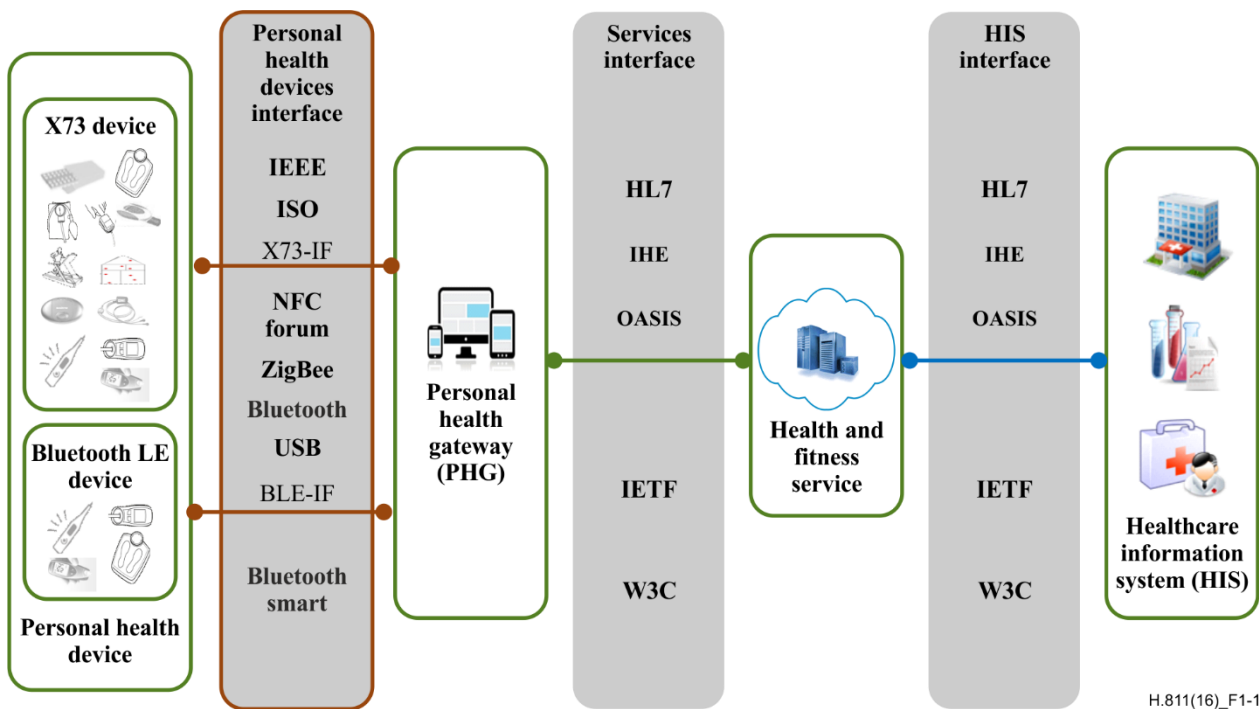 Personal
health
devices
interface
IEEE
ISO
X73-IF
NFC
forum
ZigBee
Bluetooth
USB
BLE-IF
Bluetooth
smart
X73 device
Bluetooth LE
device
Personal health
device
Personal
health
gateway
(PHG)
Services
interface
HL7
IHE
OASIS
IETF
W3C
Health and
fitness
service
HIS
interface
HL7
IHE
OASIS
IETF
W3C
Healthcare
information
system (HIS)
H.811(16)_F1-1